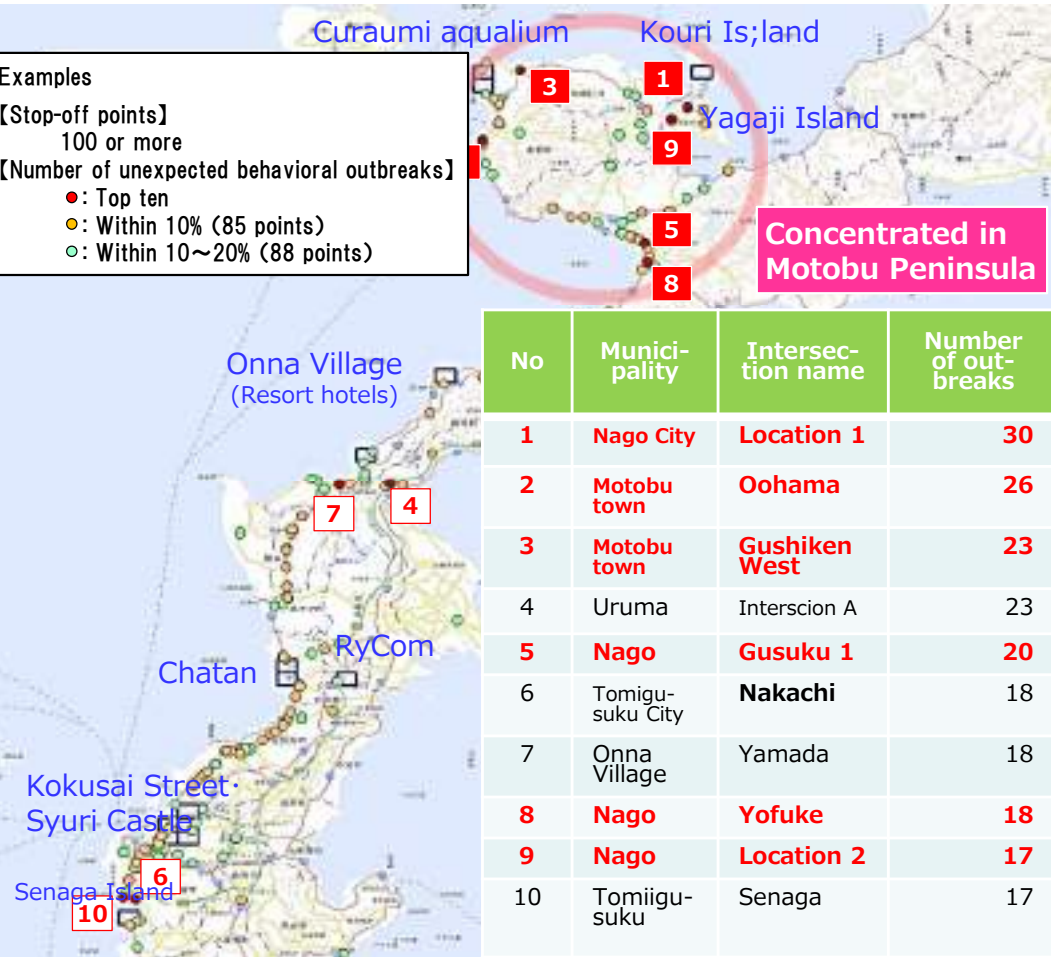 Curaumi aqualium
Kouri Is;land
Examples
【Stop-off points】
100 or more
【Number of unexpected behavioral outbreaks】
●: Top ten
●: Within 10% (85 points)
○: Within 10～20% (88 points)
3
1
Yagaji Island
9
5
8
Concentrated in
Motobu Peninsula
Onna Village
(Resort hotels)
7
4
RyCom
Chatan
Kokusai Street･
Syuri Castle
6
Senaga Island
10
No
Munici-
pality
Intersec-
tion name
Number
of out-
breaks
1
Nago City
Location 1
30
2
Motobu
town
Oohama
26
3
Motobu
town
Gushiken
West
23
4
Uruma
Interscion A
23
5
Nago
Gusuku 1
20
6
Tomigu-
suku City
Nakachi
18
7
Onna
Village
Yamada
18
8
Nago
Yofuke
18
9
Nago
Location 2
17
10
Tomiigu-
suku
Senaga
17